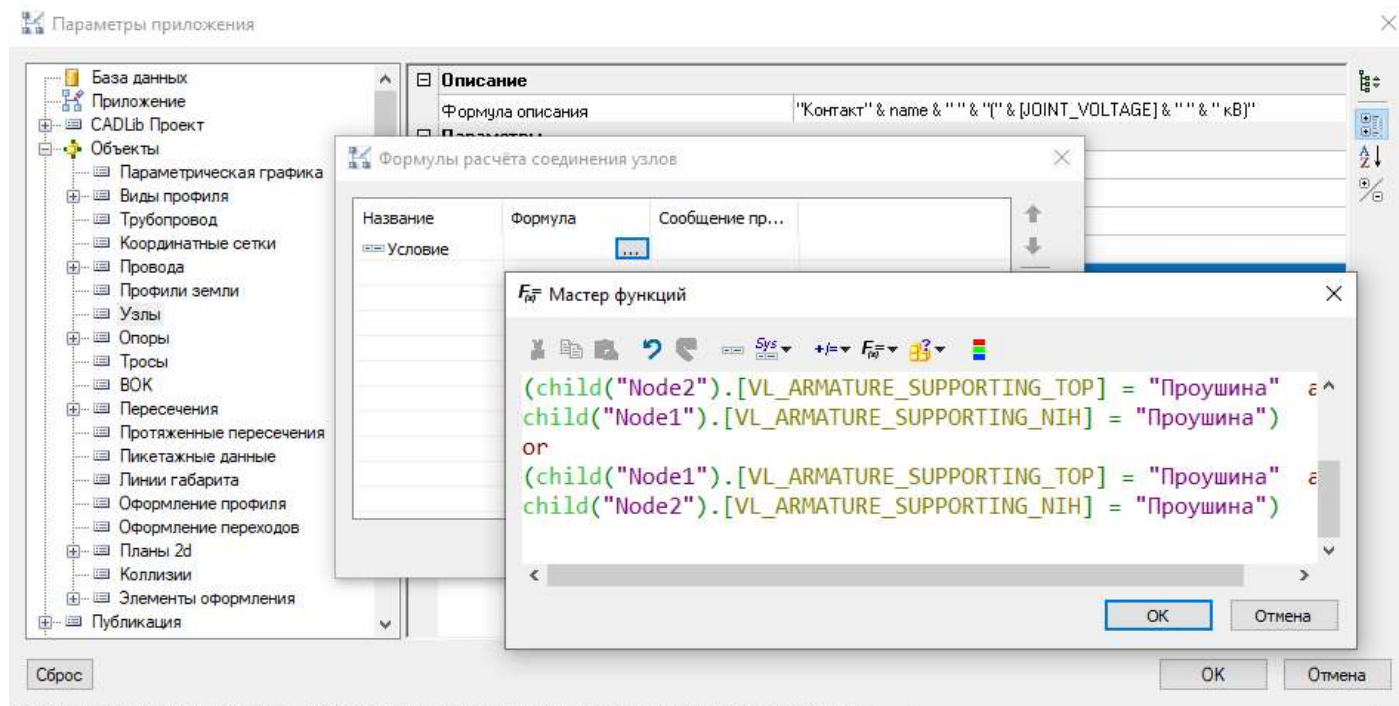 Параметры приложения
База данных
Приложение
CADLib Проект
Объекты
Параметрическая графика
Виды профиля
Трубопровод
Координатные сетки
Провода
Профили земли
Узлы
Опоры
Тросы
ВОК
Пересечения
Протяженные пересечения
Пикетажные данные
Линии габарита
Оформление профиля
Оформление переходов
Планы 2d
Коллизии
Элементы оформления
Публикация
Описание
Формула описания
"Контакт" & name & " " & "(" & [JOINT_VOLTAGE] & " " & " кВ)"
Формулы расчёта соединения узлов
Название Формула Сообщение пр...
Условие ...
Мастер функций
(child("Node2").[VL_ARMATURE_SUPPORTING_TOP] = "Проушина"
child("Node1").[VL_ARMATURE_SUPPORTING_NIH] = "Проушина")
or
(child("Node1").[VL_ARMATURE_SUPPORTING_TOP] = "Проушина"
child("Node2").[VL_ARMATURE_SUPPORTING_NIH] = "Проушина")
OK Отмена
Сброс OK Отмена